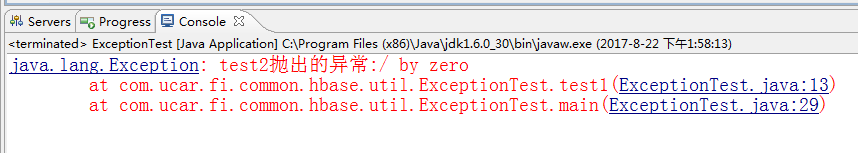 Servers Progress Console
<terminated> ExceptionTest [Java Application] C:\Program Files (x86)\Java\jdk1.6.0_30\bin\javaw.exe (2017-8-22 下午1:58:13)
java.lang.Exception: test2抛出的异常:/ by zero
at com.ucar.fi.common.hbase.util.ExceptionTest.test1(ExceptionTest.java:13)
at com.ucar.fi.common.hbase.util.ExceptionTest.main(ExceptionTest.java:29)